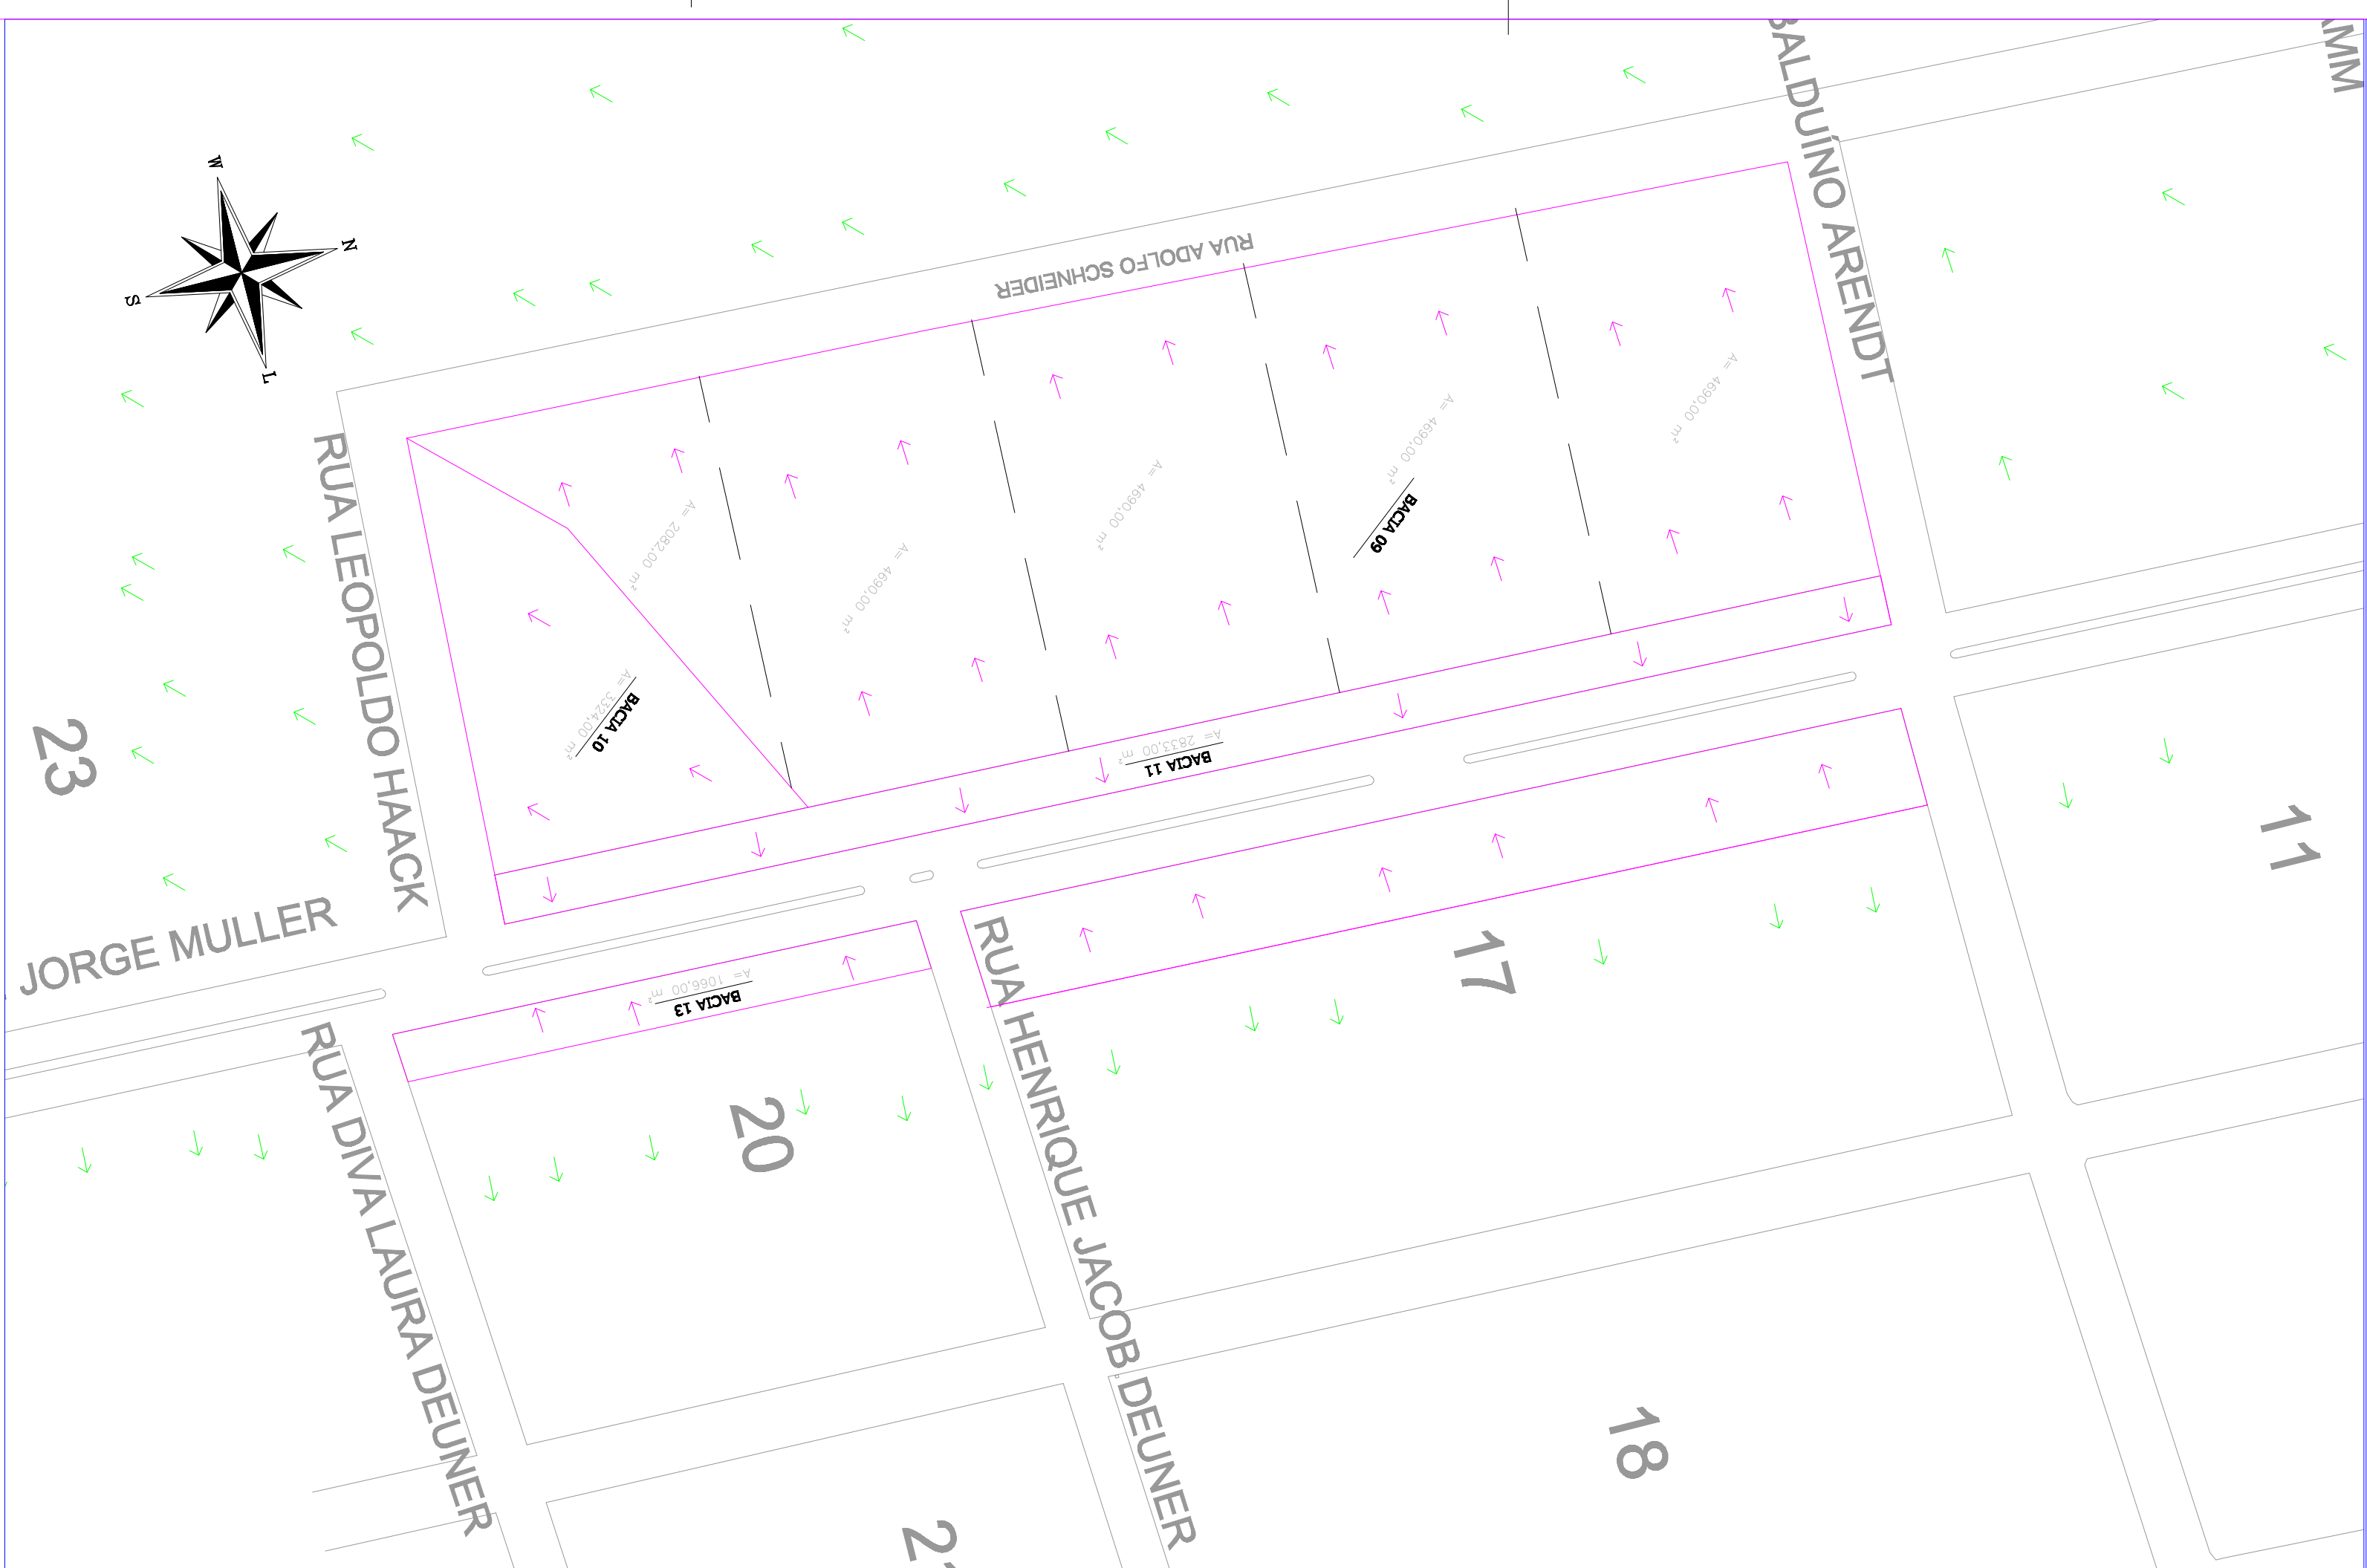 BALDUÍNO ARENDT
MM
W
N
S
L
RUA ADOLFO SCHNEIDER
RUA LEOPOLDO HAACK
A= 4690,00 m²
A= 4690,00 m²
BACIA 09
A= 4690,00 m²
A= 4690,00 m²
A= 2082,00 m²
A= 3324,00 m²
BACIA 10
A= 2833,00 m²
BACIA 11
23
11
JORGE MULLER
A= 1066,00 m²
BACIA 13
17
RUA HENRIQUE JACOB DEUNER
RUA DIVA LAURA DEUNER
20
18